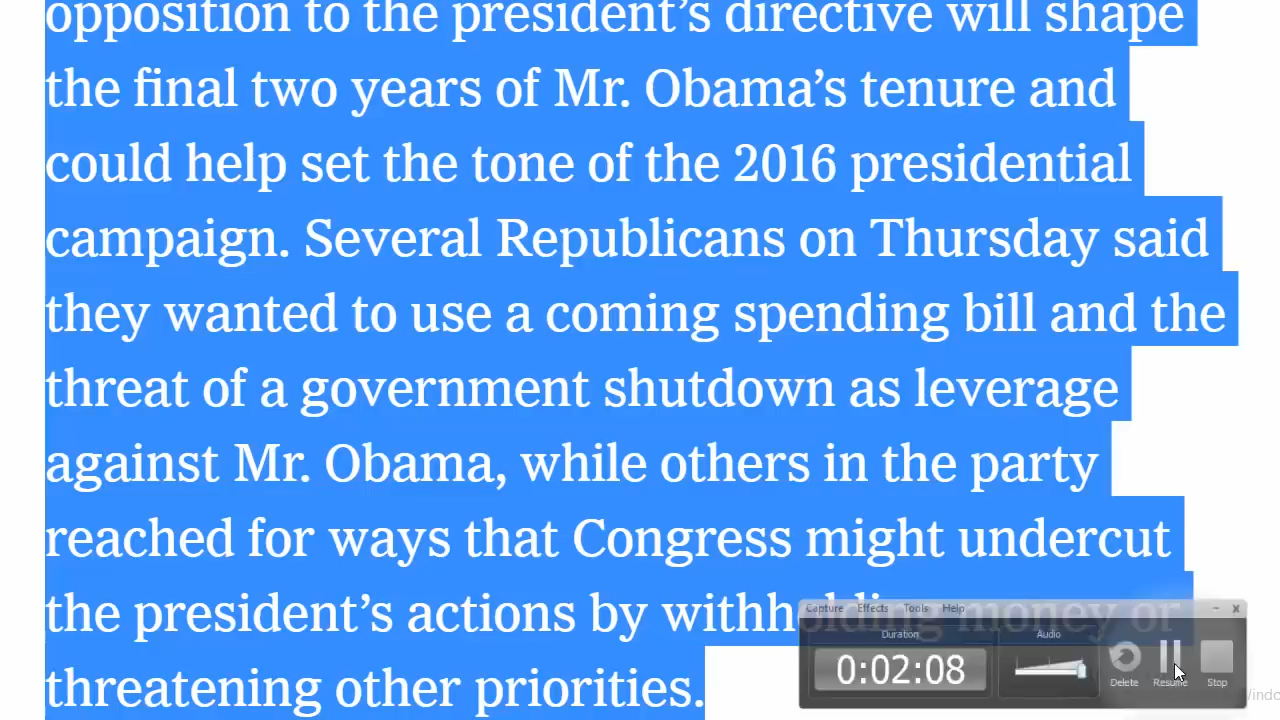 opposition to the president’s directive will shape
the final two years of Mr. Obama’s tenure and
could help set the tone of the 2016 presidential
campaign. Several Republicans on Thursday said
they wanted to use a coming spending bill and the
threat of a government shutdown as leverage
against Mr. Obama, while others in the party
reached for ways that Congress might undercut
the president’s actions by withholding money or
threatening other priorities.
Capture Effects Tools Help
Duration Audio
0:02:08
Delete Resume Stop